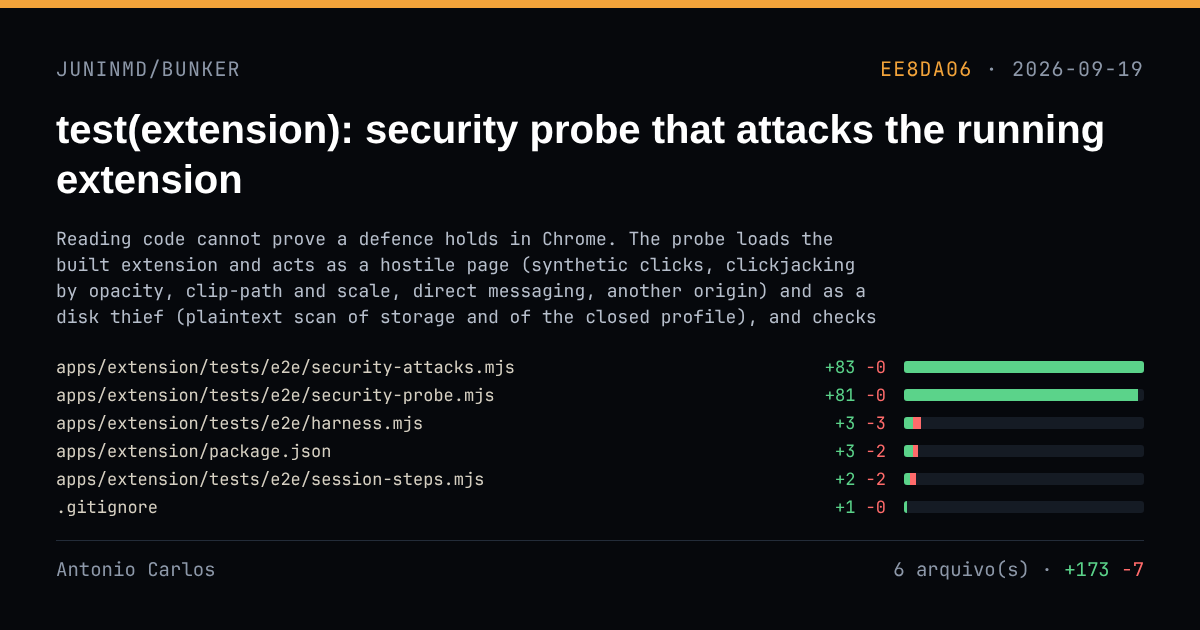 JUNINMD/BUNKER
EE8DA06 · 2026-09-19
test(extension): security probe that attacks the running
extension
Reading code cannot prove a defence holds in Chrome. The probe loads the
built extension and acts as a hostile page (synthetic clicks, clickjacking
by opacity, clip-path and scale, direct messaging, another origin) and as a
disk thief (plaintext scan of storage and of the closed profile), and checks
apps/extension/tests/e2e/security-attacks.mjs +83 -0
apps/extension/tests/e2e/security-probe.mjs +81 -0
apps/extension/tests/e2e/harness.mjs +3 -3
apps/extension/package.json +3 -2
apps/extension/tests/e2e/session-steps.mjs +2 -2
.gitignore +1 -0
Antonio Carlos
6 arquivo(s) · +173 -7